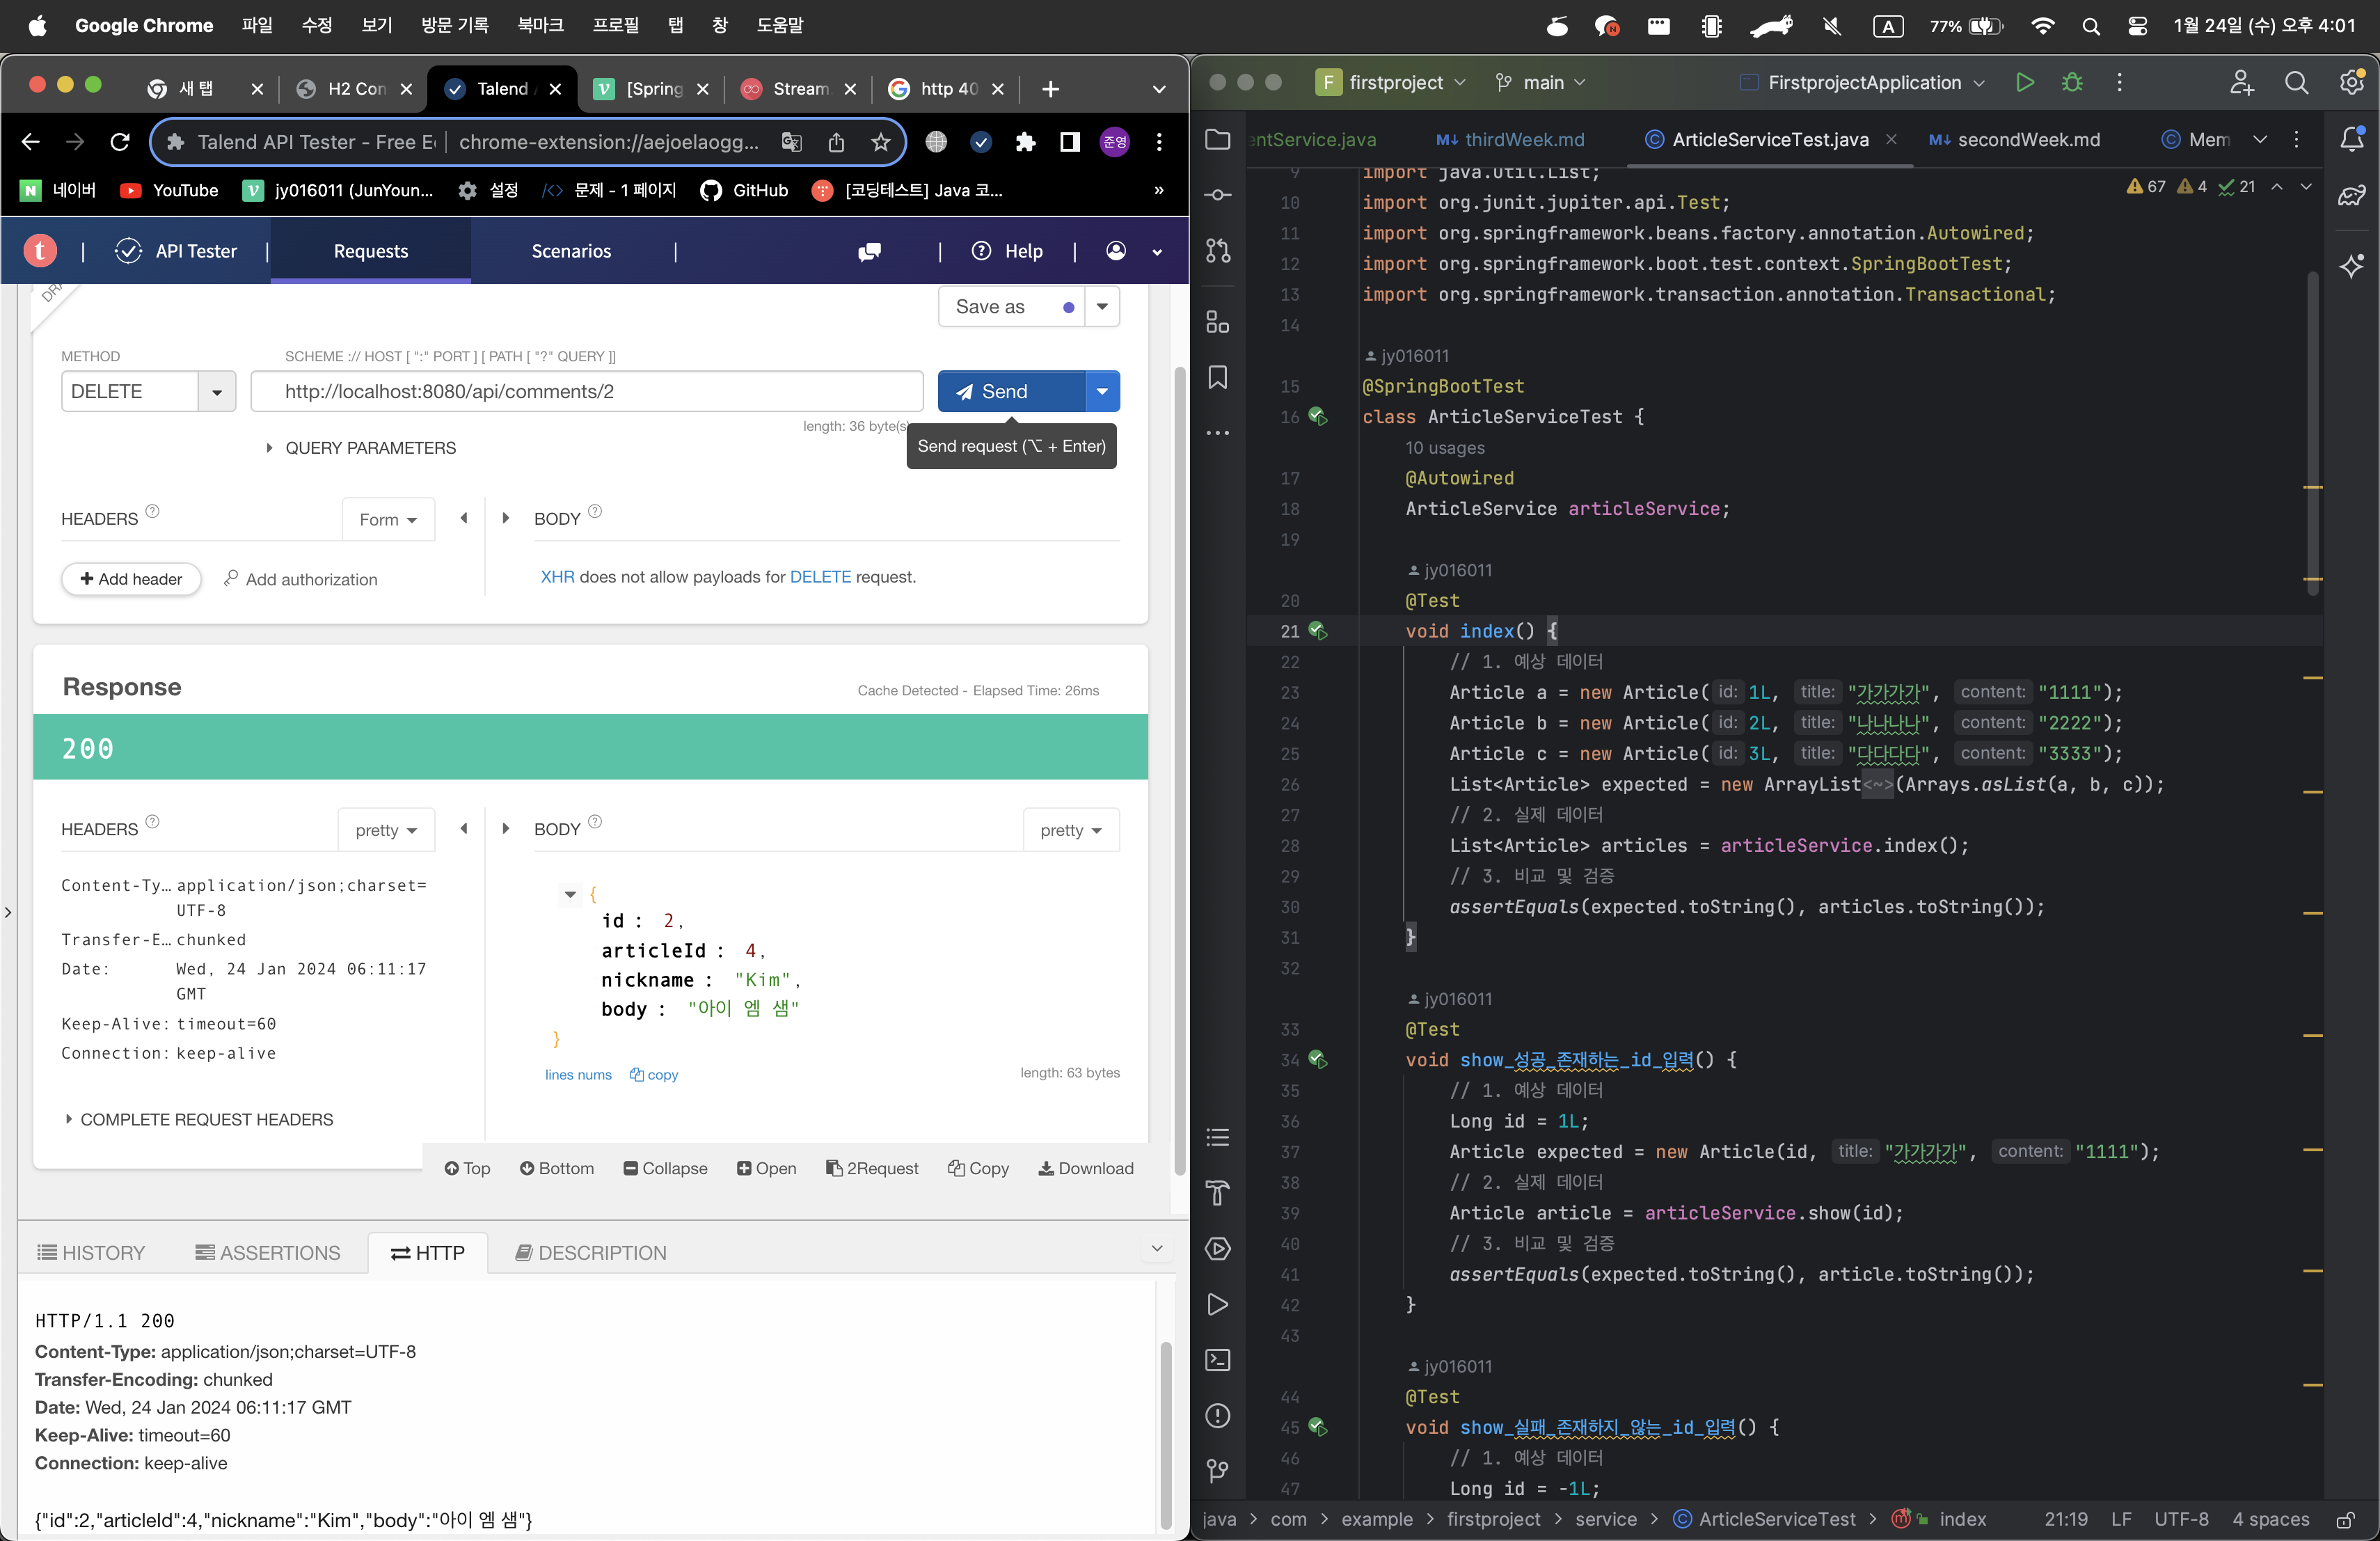 Google Chrome 파일 수정 보기 방문 기록 북마크 프로필 탭 창 도움말
A 77% 1월 24일 (수) 오후 4:01
새 탭 H2 Con Talend A [Spring Stream. http 40
Talend API Tester - Free E chrome-extension://aejoelaogg... 준영
네이버 YouTube jy016011 (JunYoun... 설정 문제 - 1 페이지 GitHub [코딩테스트] Java 코... »
API Tester Requests Scenarios Help
DRA
Save as
METHOD SCHEME :// HOST [ ":" PORT ] [ PATH [ "?" QUERY ]]
DELETE http://localhost:8080/api/comments/2 Send
length: 36 byte(s)
Send request (⌥ + Enter)
QUERY PARAMETERS
HEADERS ? Form BODY ?
+ Add header Add authorization XHR does not allow payloads for DELETE request.
Response
Cache Detected - Elapsed Time: 26ms
200
HEADERS ? pretty BODY ? pretty
Content-Ty… application/json;charset=
UTF-8
Transfer-E… chunked
Date: Wed, 24 Jan 2024 06:11:17
GMT
Keep-Alive: timeout=60
Connection: keep-alive
{
id : 2,
articleId : 4,
nickname : "Kim",
body : "아이 엠 샘"
}
lines nums copy length: 63 bytes
COMPLETE REQUEST HEADERS
Top Bottom Collapse Open 2Request Copy Download
HISTORY ASSERTIONS HTTP DESCRIPTION
HTTP/1.1 200
Content-Type: application/json;charset=UTF-8
Transfer-Encoding: chunked
Date: Wed, 24 Jan 2024 06:11:17 GMT
Keep-Alive: timeout=60
Connection: keep-alive
{"id":2,"articleId":4,"nickname":"Kim","body":"아이 엠 샘"}
F firstproject main FirstprojectApplication
entService.java M↓ thirdWeek.md ArticleServiceTest.java M↓ secondWeek.md Mem
67 4 21
9 import java.util.List;
10 import org.junit.jupiter.api.Test;
11 import org.springframework.beans.factory.annotation.Autowired;
12 import org.springframework.boot.test.context.SpringBootTest;
13 import org.springframework.transaction.annotation.Transactional;
14
jy016011
15 @SpringBootTest
16 class ArticleServiceTest {
10 usages
17 @Autowired
18 ArticleService articleService;
19
jy016011
20 @Test
21 void index() {
22 // 1. 예상 데이터
23 Article a = new Article( id: 1L, title: "가가가가", content: "1111");
24 Article b = new Article( id: 2L, title: "나나나나", content: "2222");
25 Article c = new Article( id: 3L, title: "다다다다", content: "3333");
26 List<Article> expected = new ArrayList<~>(Arrays.asList(a, b, c));
27 // 2. 실제 데이터
28 List<Article> articles = articleService.index();
29 // 3. 비교 및 검증
30 assertEquals(expected.toString(), articles.toString());
31 }
32
jy016011
33 @Test
34 void show_성공_존재하는_id_입력() {
35 // 1. 예상 데이터
36 Long id = 1L;
37 Article expected = new Article(id, title: "가가가가", content: "1111");
38 // 2. 실제 데이터
39 Article article = articleService.show(id);
40 // 3. 비교 및 검증
41 assertEquals(expected.toString(), article.toString());
42 }
43
jy016011
44 @Test
45 void show_실패_존재하지_않는_id_입력() {
46 // 1. 예상 데이터
47 Long id = -1L;
java > com > example > firstproject > service > ArticleServiceTest > index 21:19 LF UTF-8 4 spaces